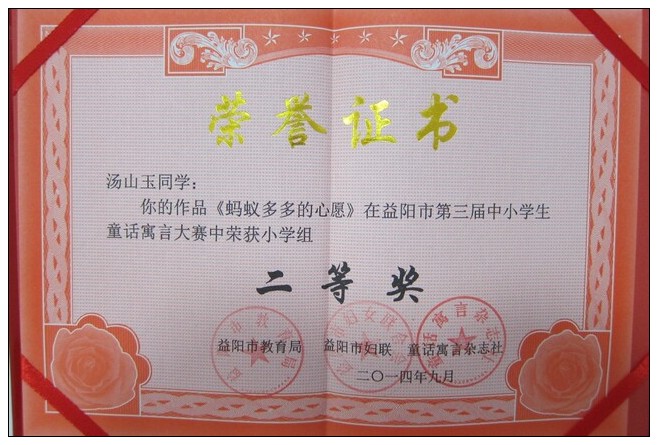 荣誉证书
汤山玉同学：
你的作品《蚂蚁多多的心愿》在益阳市第三届中小学生
童话寓言大赛中荣获小学组
二等奖
益阳市教育局 益阳市妇联 童话寓言杂志社
二〇一四年九月